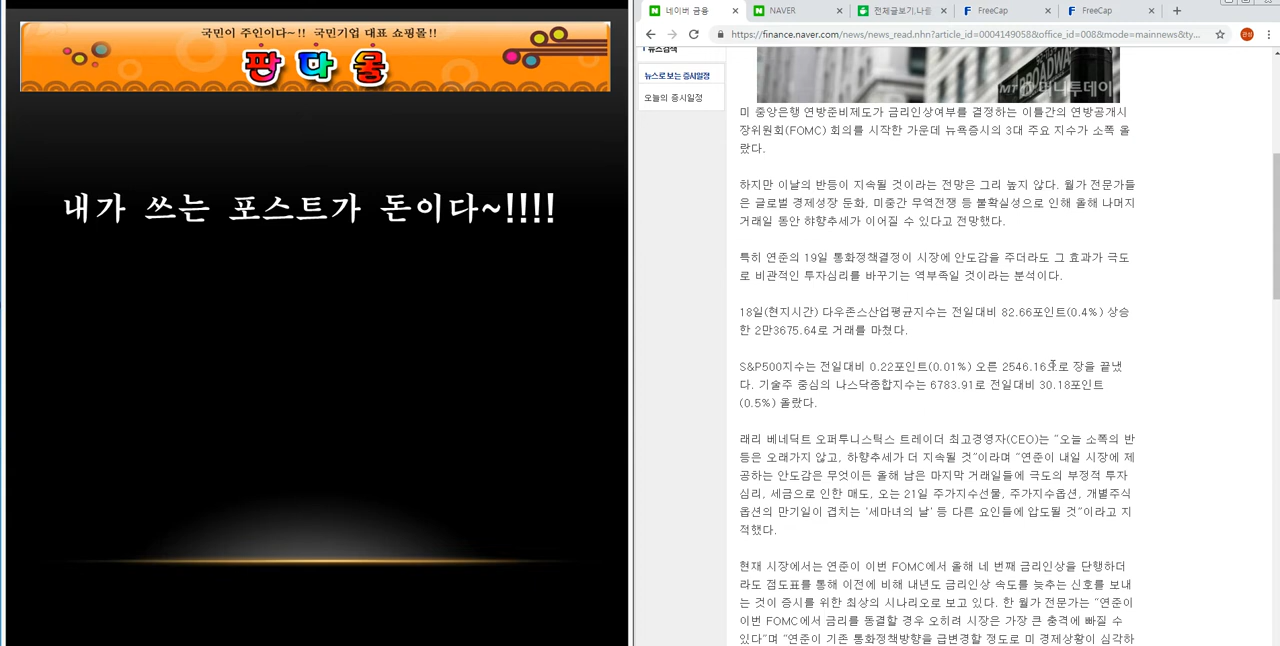 국민이 주인이다~!! 국민기업 대표 쇼핑몰!!
판다몰
내가 쓰는 포스트가 돈이다~!!!!
네이버 금융
NAVER
전체글보기,나를
FreeCap
FreeCap
https://finance.naver.com/news/news_read.nhn?article_id=0004149058&office_id=008&mode=mainnews&ty...
뉴스검색
뉴스로 보는 증시일정
오늘의 증시일정
BROADWAY
MT 머니투데이
미 중앙은행 연방준비제도가 금리인상여부를 결정하는 이틀간의 연방공개시
장위원회(FOMC) 회의를 시작한 가운데 뉴욕증시의 3대 주요 지수가 소폭 올
랐다.
하지만 이날의 반등이 지속될 것이라는 전망은 그리 높지 않다. 월가 전문가들
은 글로벌 경제성장 둔화, 미중간 무역전쟁 등 불확실성으로 인해 올해 나머지
거래일 동안 하향추세가 이어질 수 있다고 전망했다.
특히 연준의 19일 통화정책결정이 시장에 안도감을 주더라도 그 효과가 극도
로 비관적인 투자심리를 바꾸기는 역부족일 것이라는 분석이다.
18일(현지시간) 다우존스산업평균지수는 전일대비 82.66포인트(0.4%) 상승
한 2만3675.64로 거래를 마쳤다.
S&P500지수는 전일대비 0.22포인트(0.01%) 오른 2546.16으로 장을 끝냈
다. 기술주 중심의 나스닥종합지수는 6783.91로 전일대비 30.18포인트
(0.5%) 올랐다.
래리 베네딕트 오퍼튜니스틱스 트레이더 최고경영자(CEO)는 "오늘 소폭의 반
등은 오래가지 않고, 하향추세가 더 지속될 것"이라며 "연준이 내일 시장에 제
공하는 안도감은 무엇이든 올해 남은 마지막 거래일들에 극도의 부정적 투자
심리, 세금으로 인한 매도, 오는 21일 주가지수선물, 주가지수옵션, 개별주식
옵션의 만기일이 겹치는 '세마녀의 날' 등 다른 요인들에 압도될 것"이라고 지
적했다.
현재 시장에서는 연준이 이번 FOMC에서 올해 네 번째 금리인상을 단행하더
라도 점도표를 통해 이전에 비해 내년도 금리인상 속도를 늦추는 신호를 보내
는 것이 증시를 위한 최상의 시나리오로 보고 있다. 한 월가 전문가는 "연준이
이번 FOMC에서 금리를 동결할 경우 오히려 시장은 가장 큰 충격에 빠질 수
있다"며 "연준이 기존 통화정책방향을 급변경할 정도로 미 경제상황이 심각하